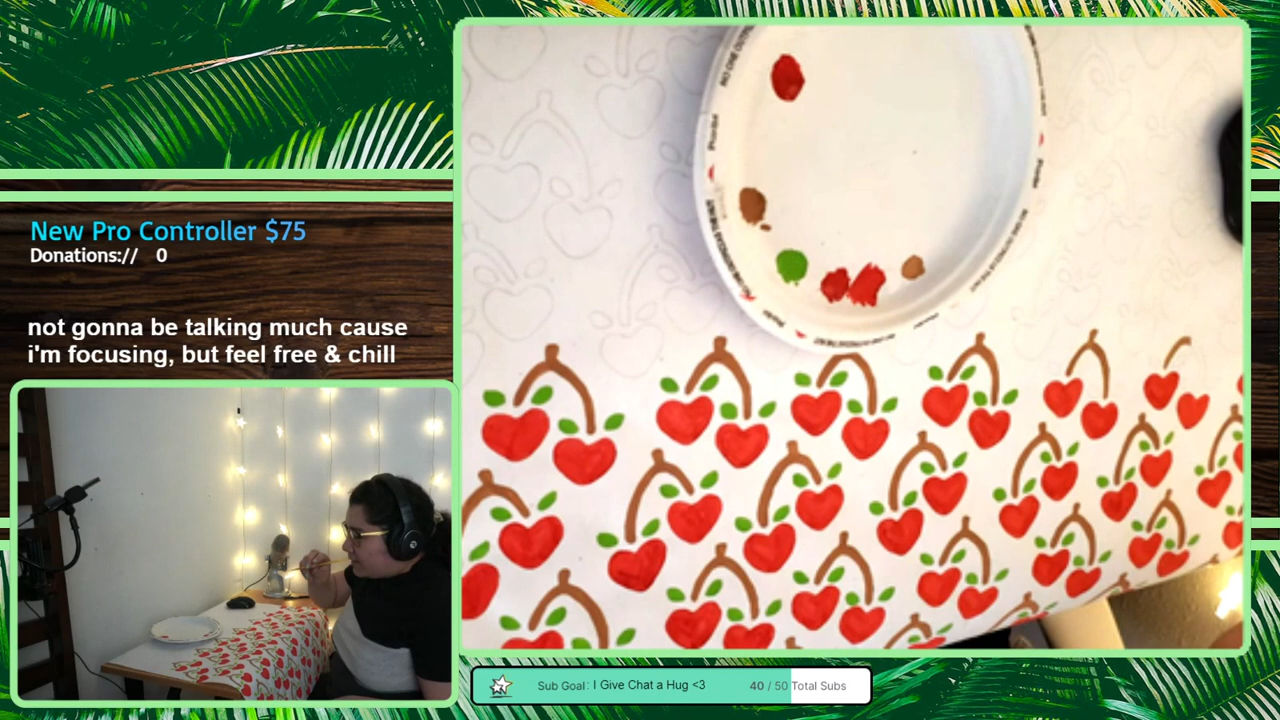 New Pro Controller $75
Donations:// 0
not gonna be talking much cause
i'm focusing, but feel free & chill
Sub Goal: I Give Chat a Hug <3 40 / 50 Total Subs